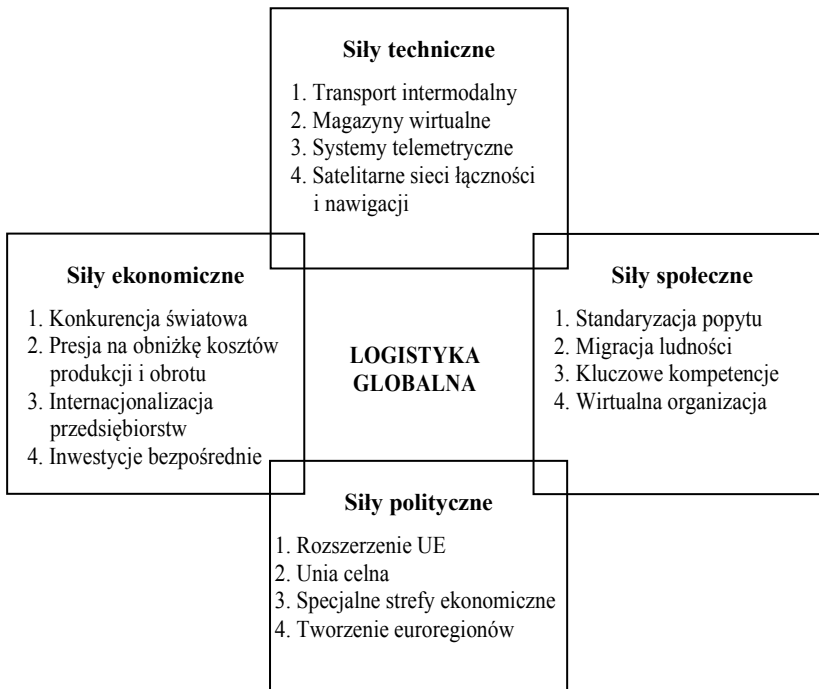 Siły techniczne
1. Transport intermodalny
2. Magazyny wirtualne
3. Systemy telemetryczne
4. Satelitarne sieci łączności
i nawigacji
Siły ekonomiczne
1. Konkurencja światowa
2. Presja na obniżkę kosztów
produkcji i obrotu
3. Internacjonalizacja
przedsiębiorstw
4. Inwestycje bezpośrednie
LOGISTYKA
GLOBALNA
Siły społeczne
1. Standaryzacja popytu
2. Migracja ludności
3. Kluczowe kompetencje
4. Wirtualna organizacja
Siły polityczne
1. Rozszerzenie UE
2. Unia celna
3. Specjalne strefy ekonomiczne
4. Tworzenie euroregionów